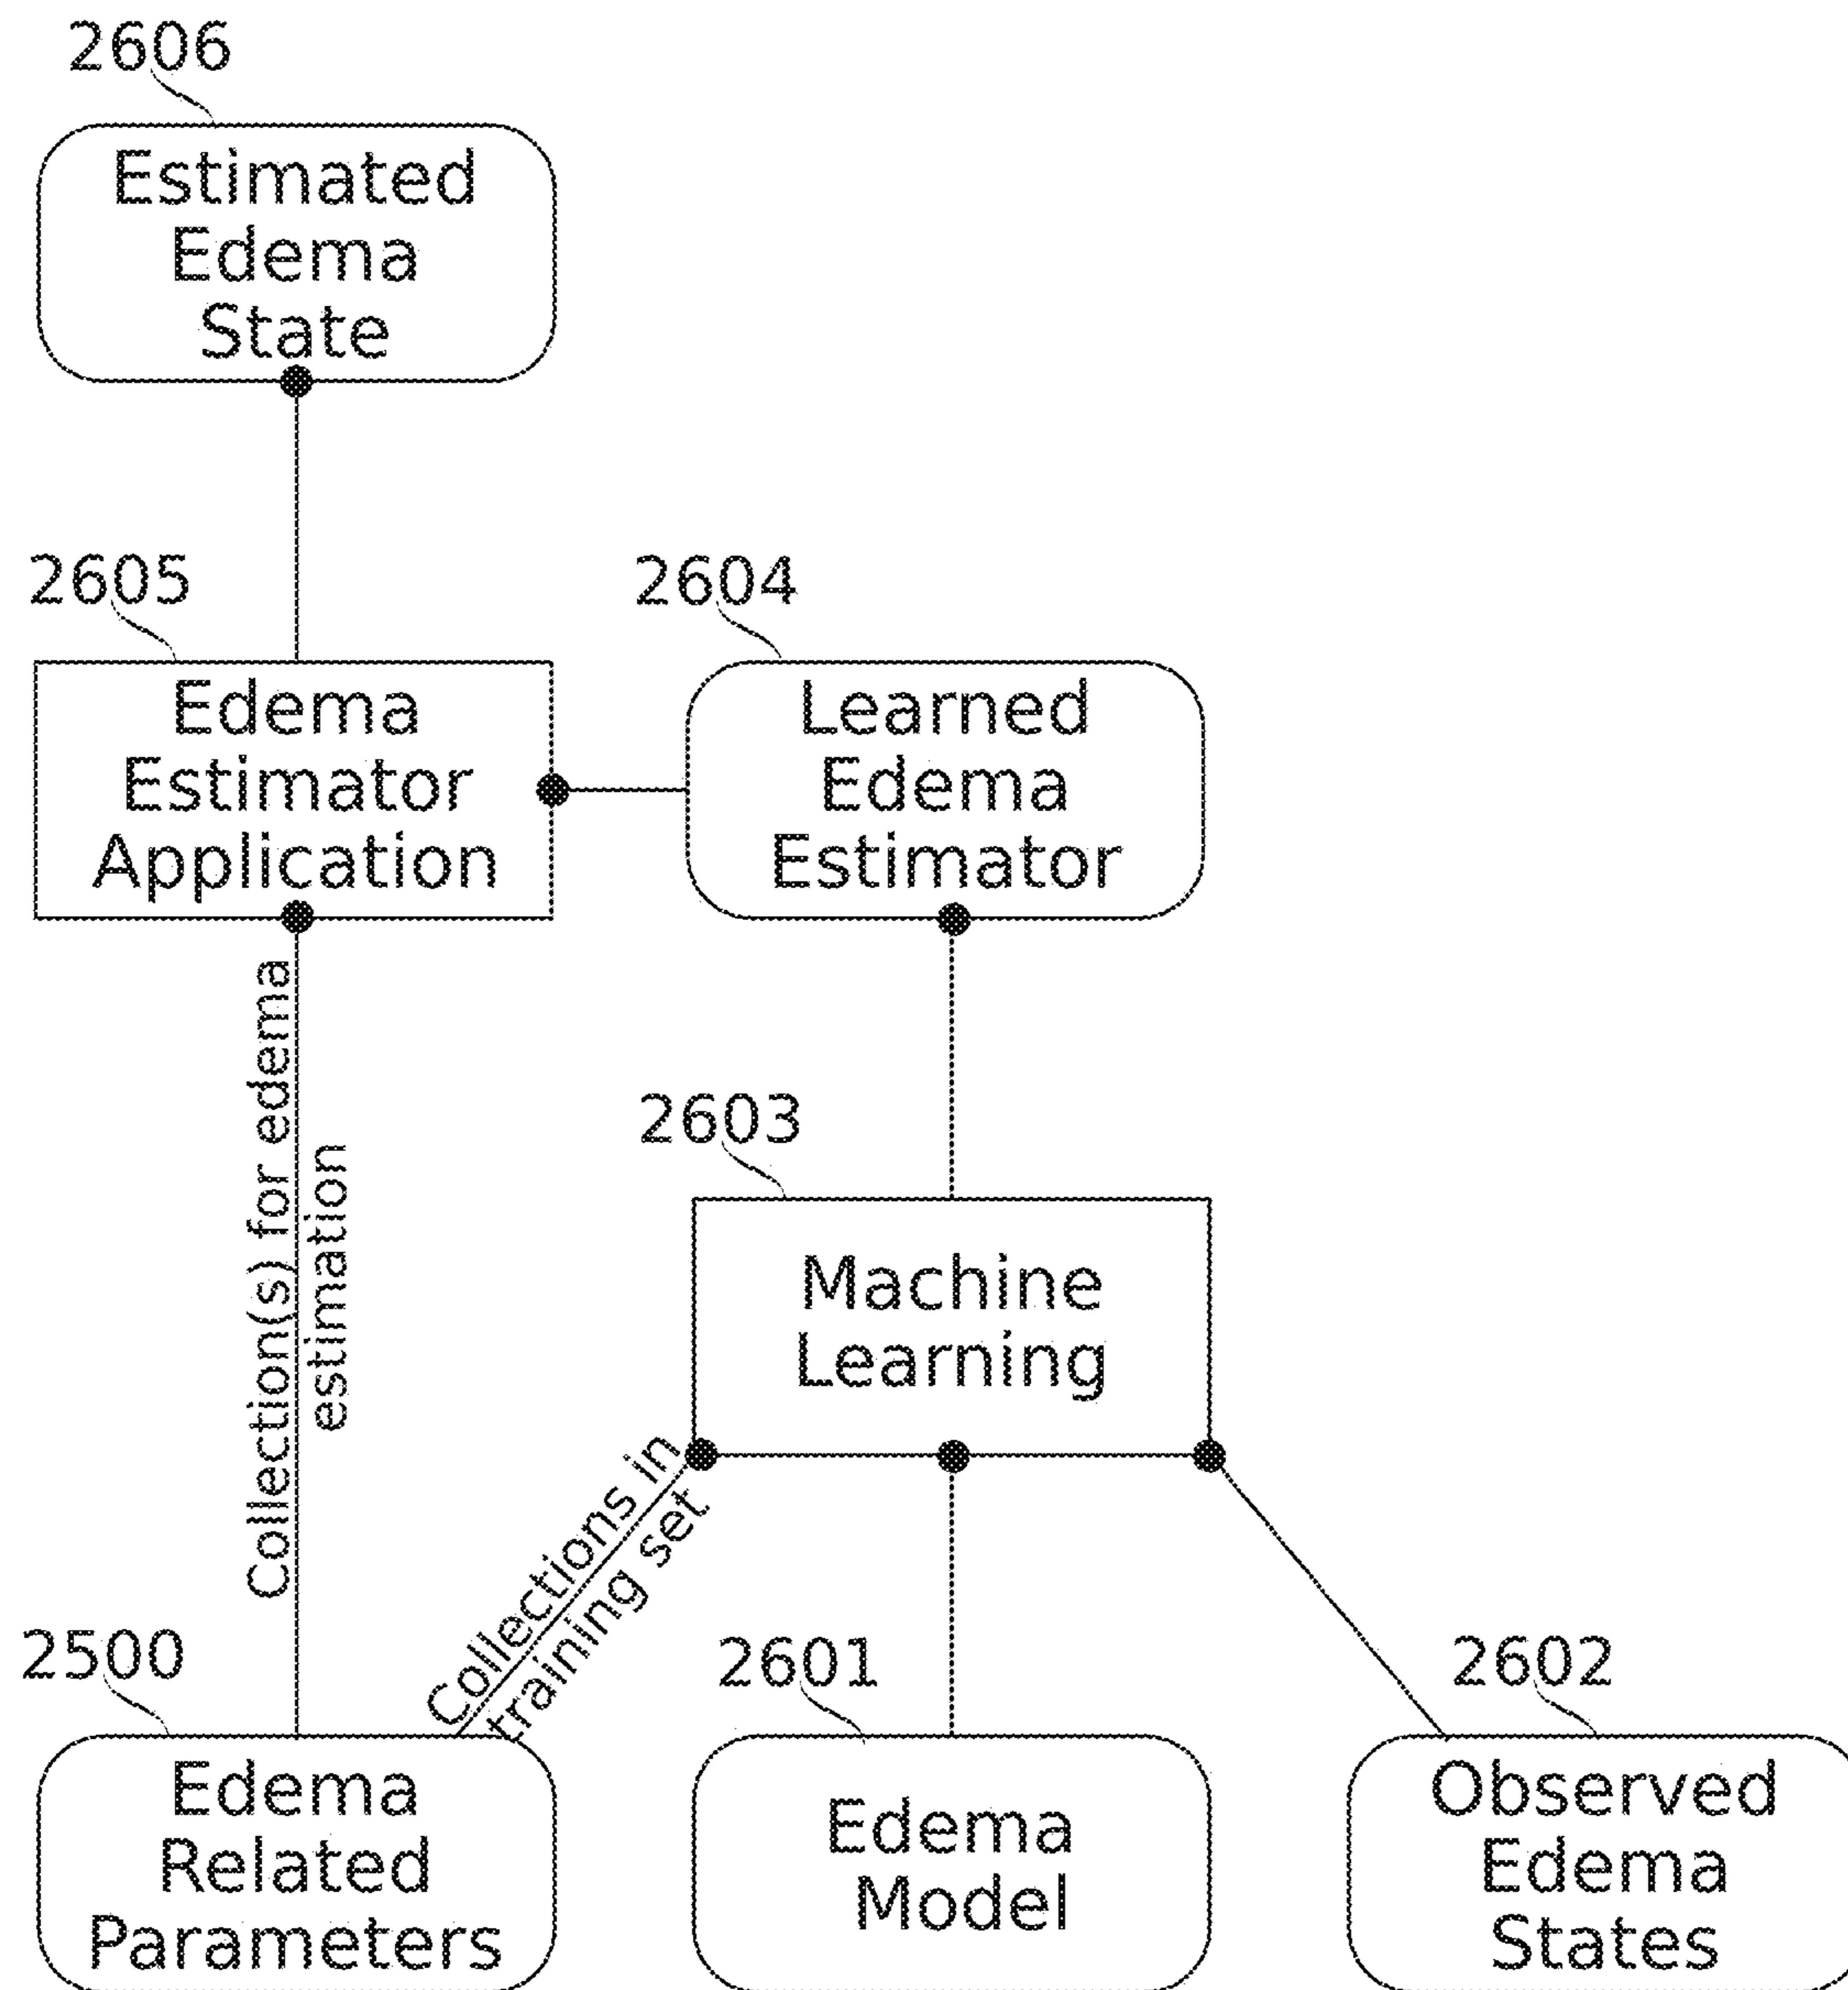 2606
Estimated
Edema
State
2605
2604
Edema
Estimator
Application
Learned
Edema
Estimator
Collection(s) for edema
estimation
2603
Machine
Learning
Collections in
training set
2500
2601
2602
Edema
Related
Parameters
Edema
Model
Observed
Edema
States